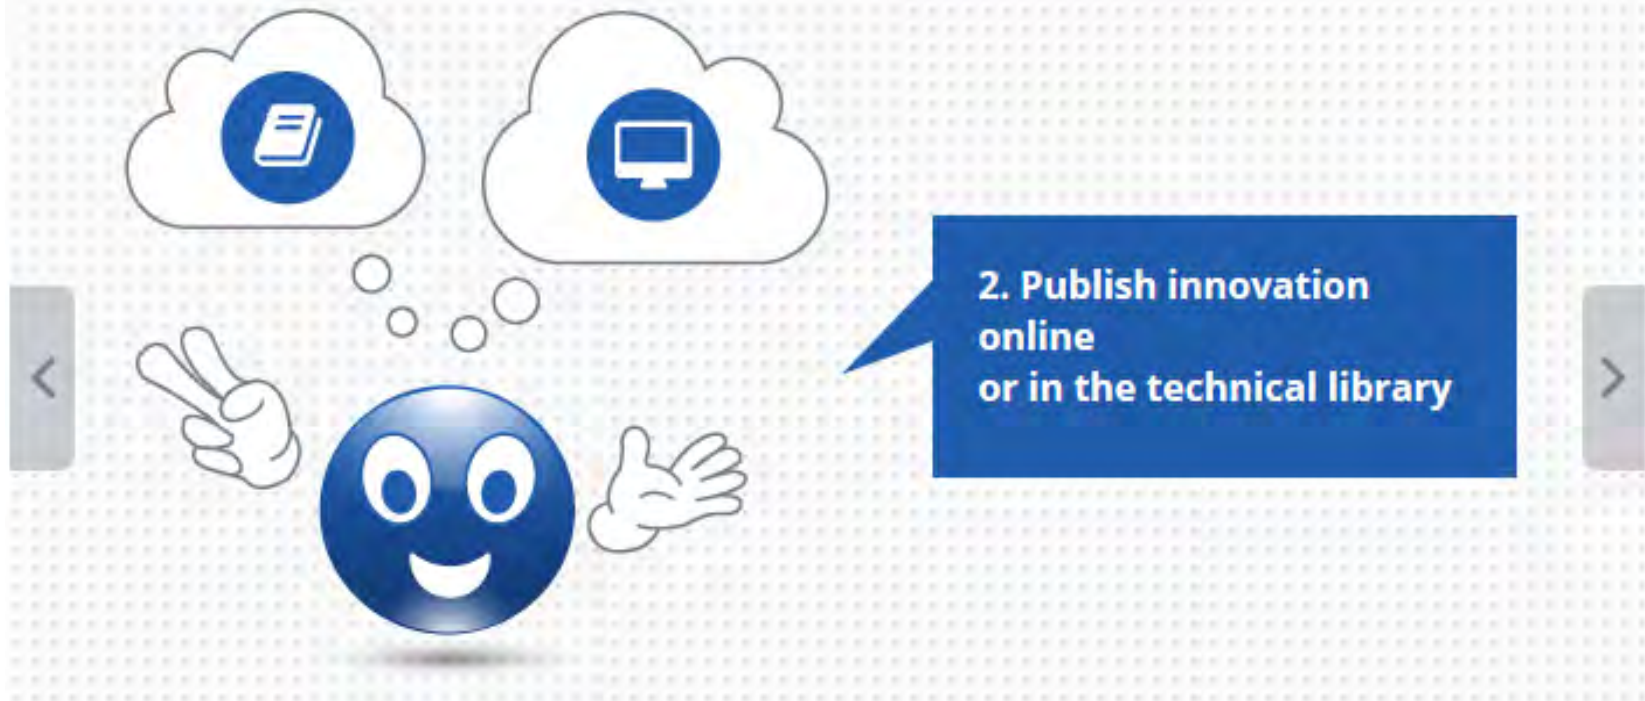 2. Publish innovation
online
or in the technical library